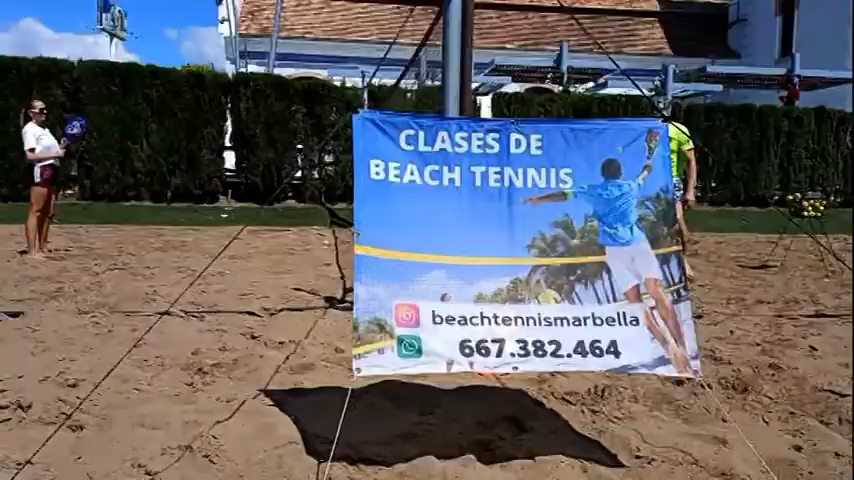 CLASES DE
BEACH TENNIS
beachtennismarbella
667.382.464